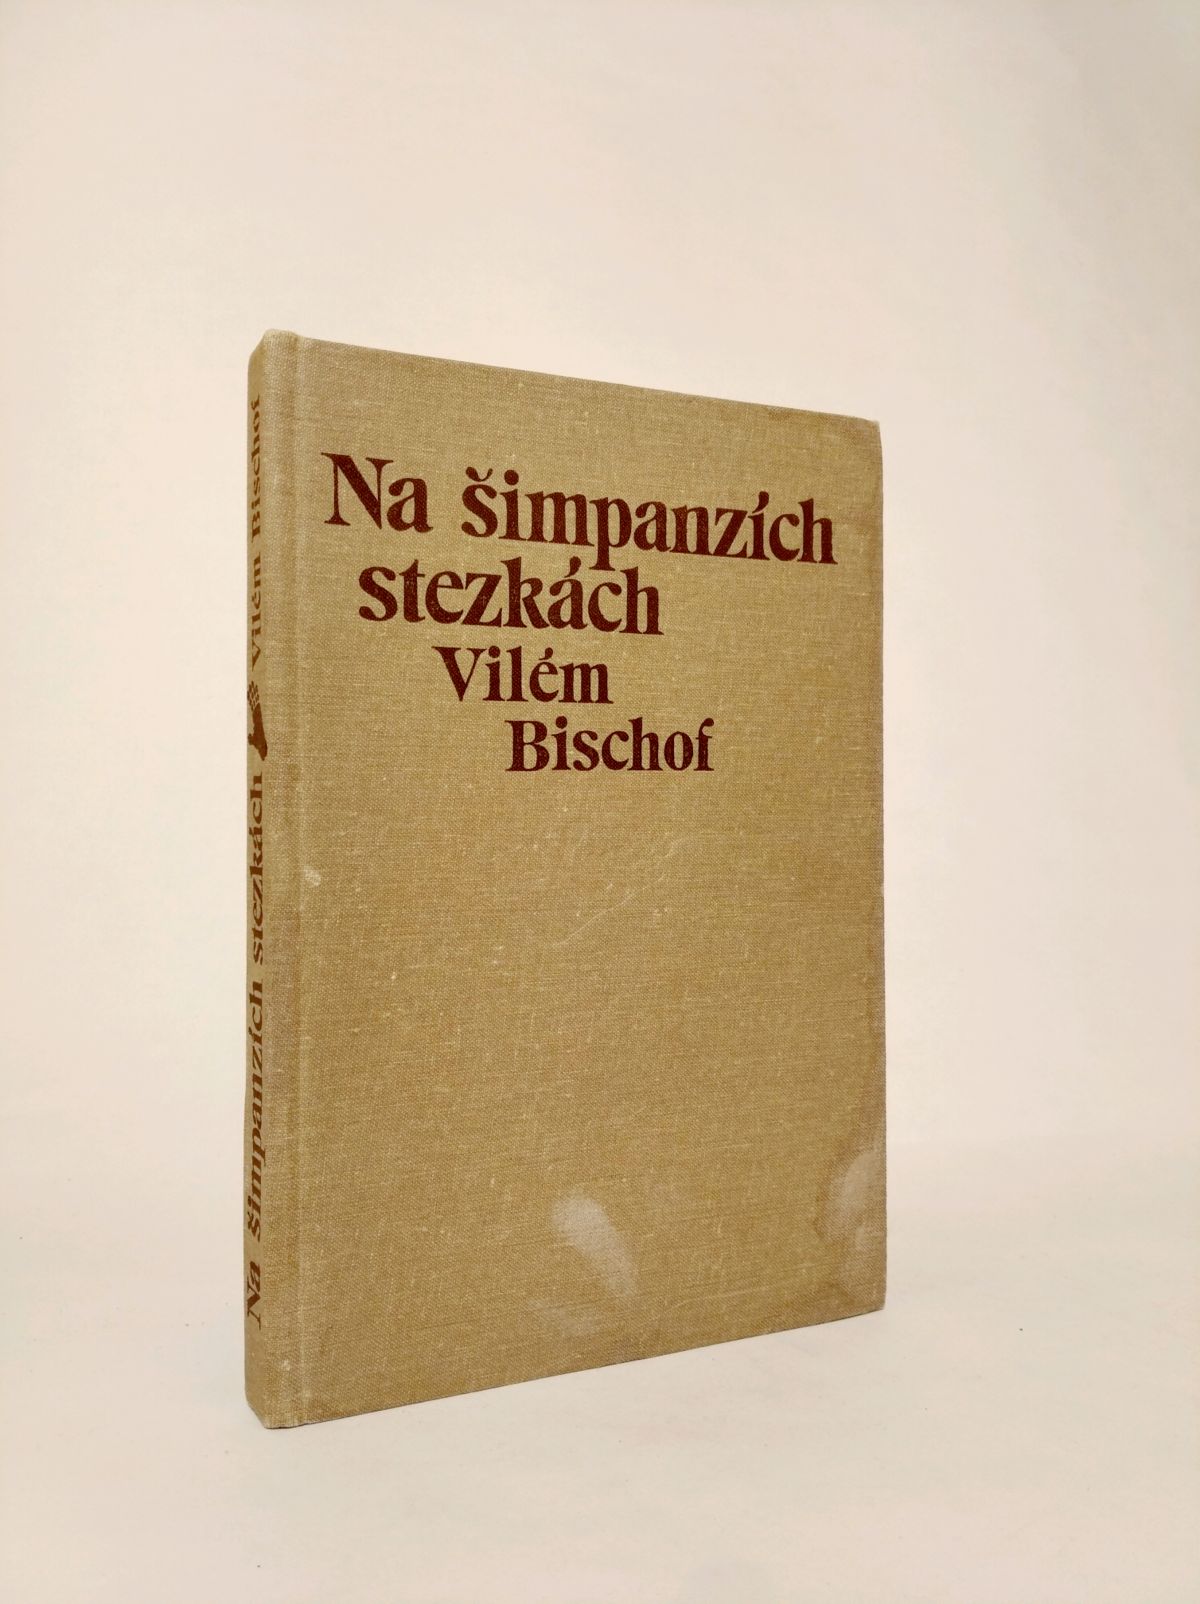 Na šimpanzích
stezkách
Vilém
Bischof
Na šimpanzích stezkách Vilém Bischof